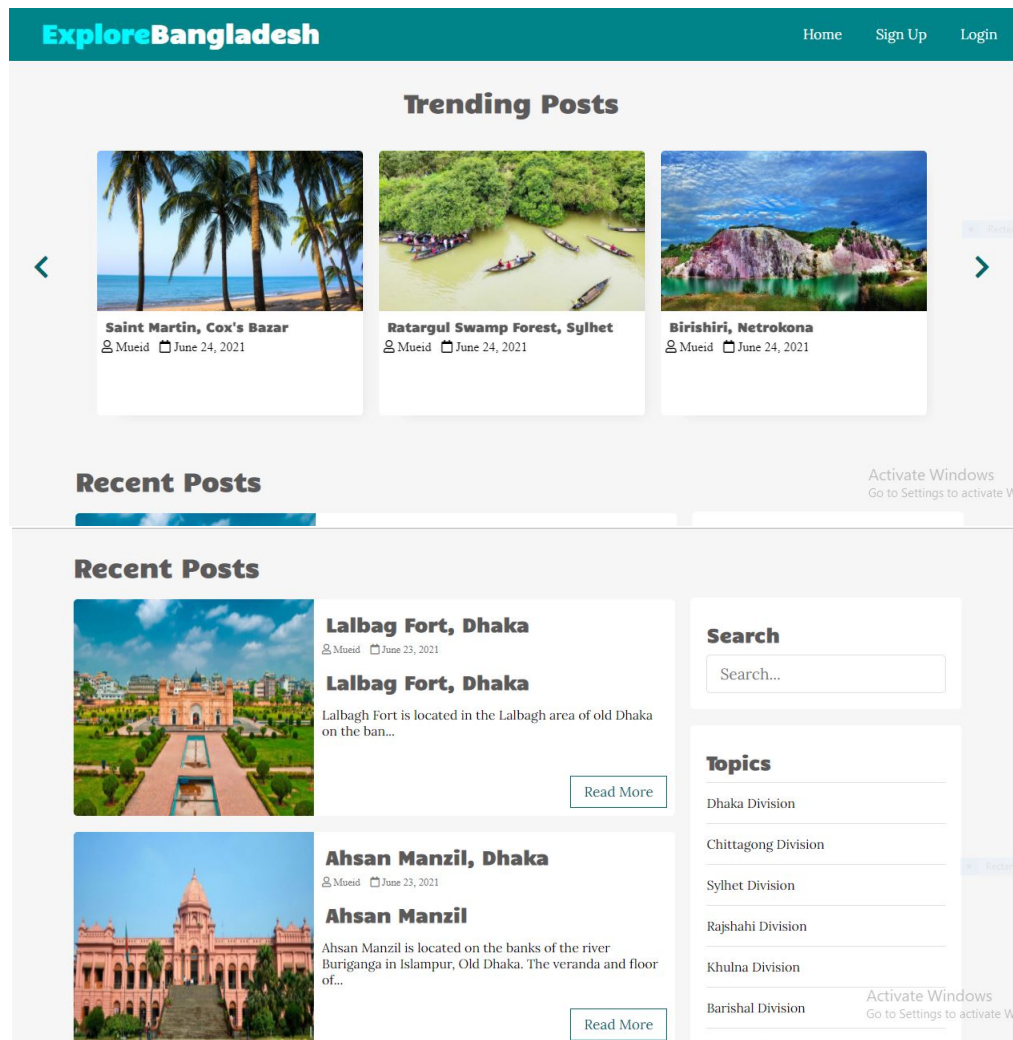 ExploreBangladesh
Home Sign Up Login
Trending Posts
Saint Martin, Cox's Bazar
Mueid June 24, 2021
Ratargul Swamp Forest, Sylhet
Mueid June 24, 2021
Birishiri, Netrokona
Mueid June 24, 2021
Recent Posts
Activate Windows
Go to Settings to activate W
Recent Posts
Lalbag Fort, Dhaka
Mueid June 23, 2021
Lalbag Fort, Dhaka
Lalbagh Fort is located in the Lalbagh area of old Dhaka
on the ban...
Read More
Ahsan Manzil, Dhaka
Mueid June 23, 2021
Ahsan Manzil
Ahsan Manzil is located on the banks of the river
Buriganga in Islampur, Old Dhaka. The veranda and floor
of...
Read More
Search
Search...
Topics
Dhaka Division
Chittagong Division
Sylhet Division
Rajshahi Division
Khulna Division
Barishal Division
Activate Windows
Go to Settings to activate W